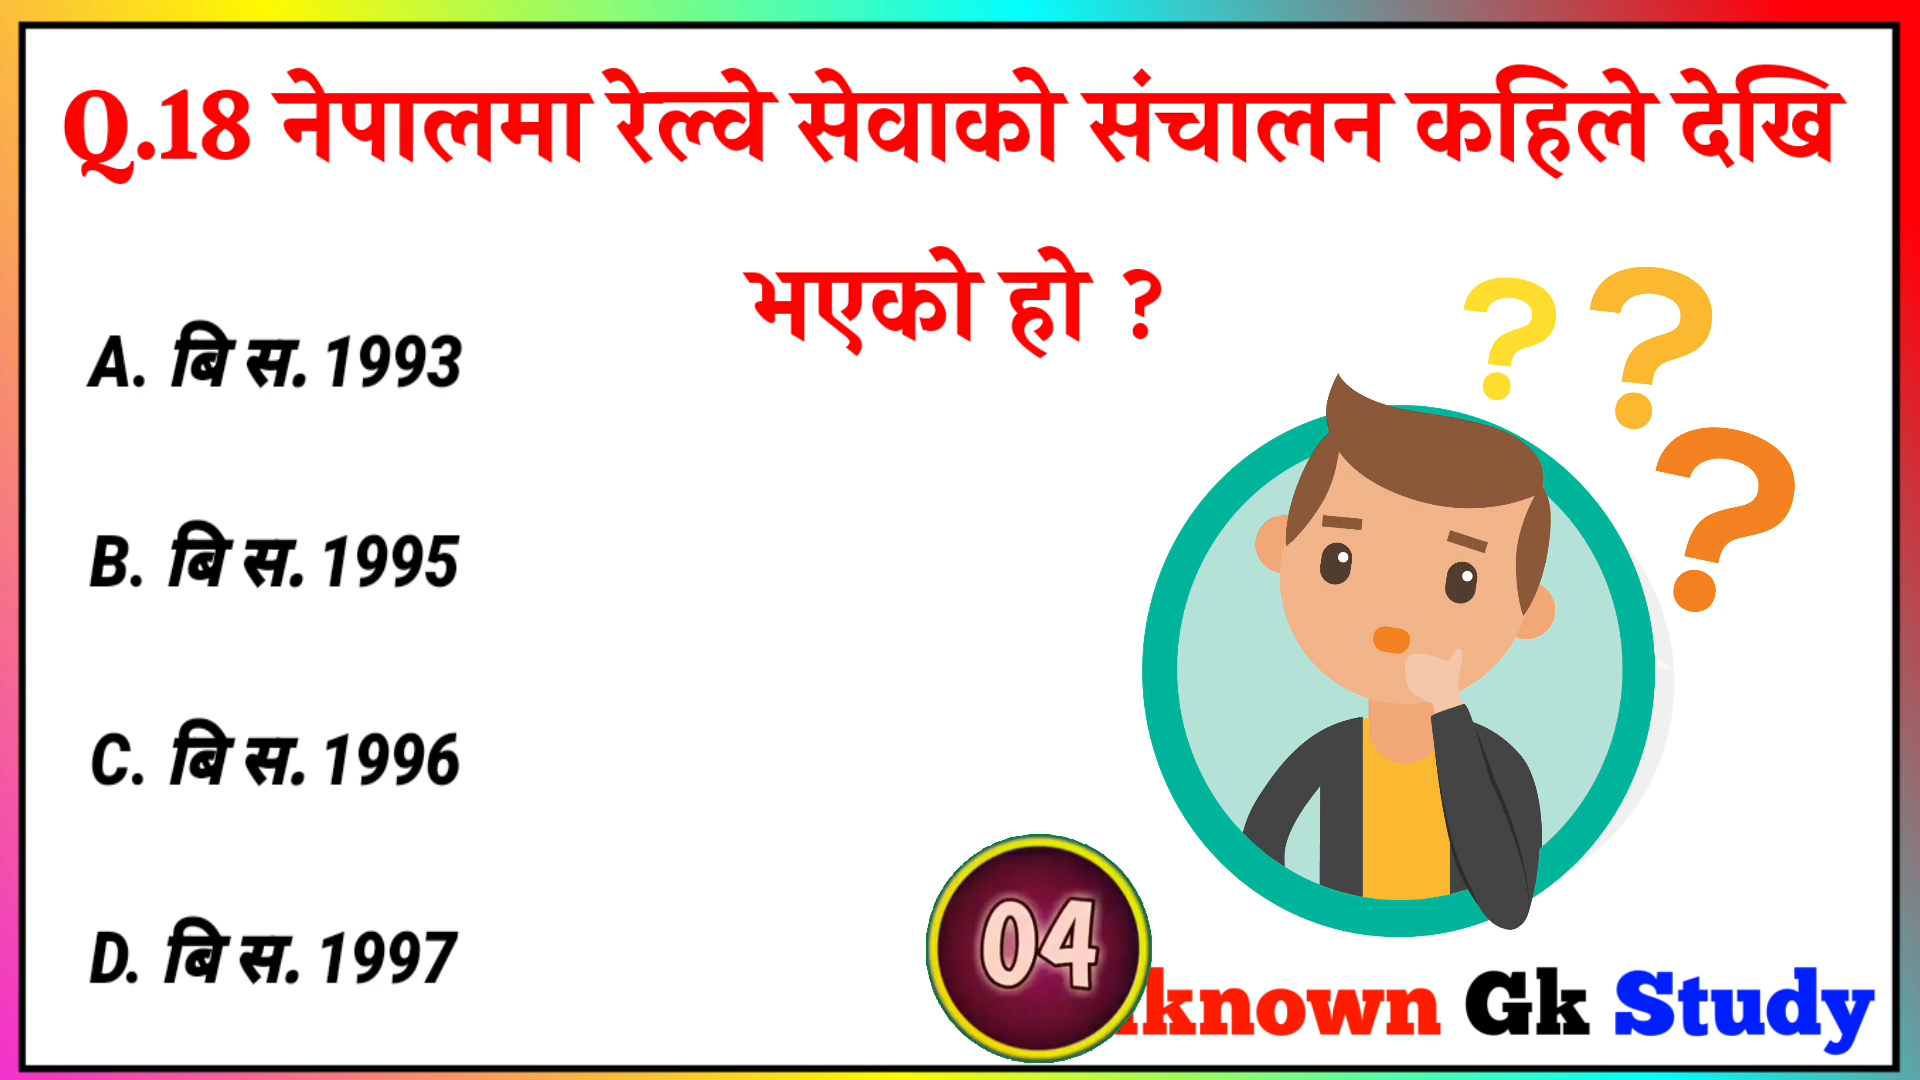 Q.18 नेपालमा रेल्वे सेवाको संचालन कहिले देखि
भएको हो ?
A. बि स. 1993
B. बि स. 1995
C. बि स. 1996
D. बि स. 1997
04
known Gk Study